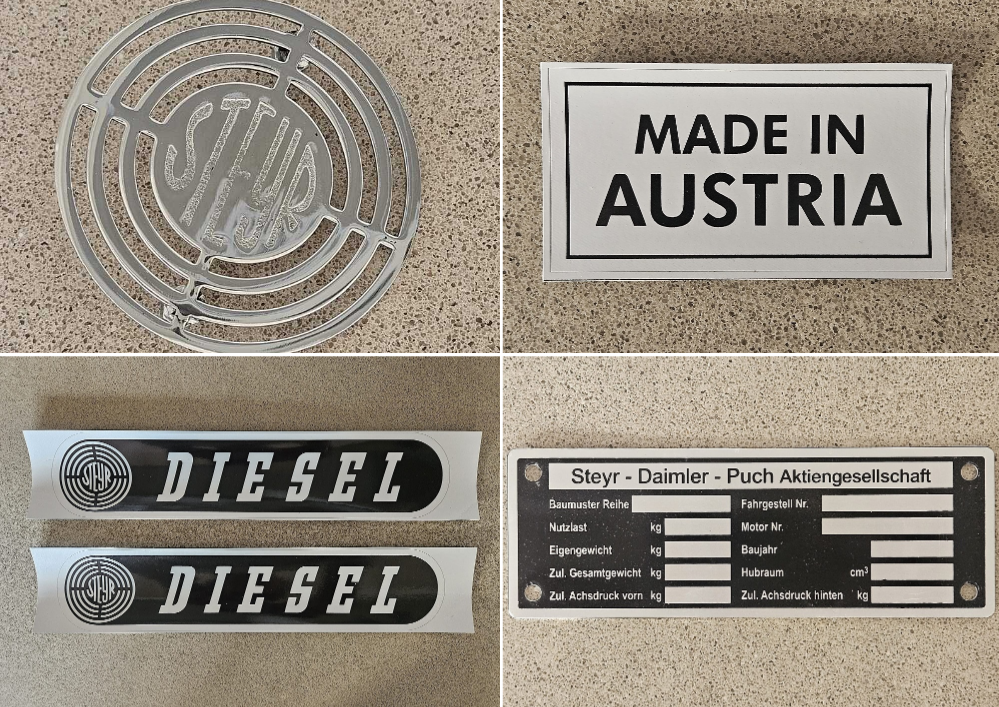 STEYR
MADE IN
AUSTRIA
STEYR DIESEL
STEYR DIESEL
Steyr - Daimler - Puch Aktiengesellschaft
Baumuster Reihe Fahrgestell Nr.
Nutzlast kg Motor Nr.
Eigengewicht kg Baujahr
Zul. Gesamtgewicht kg Hubraum cm³
Zul. Achsdruck vorn kg Zul. Achsdruck hinten kg